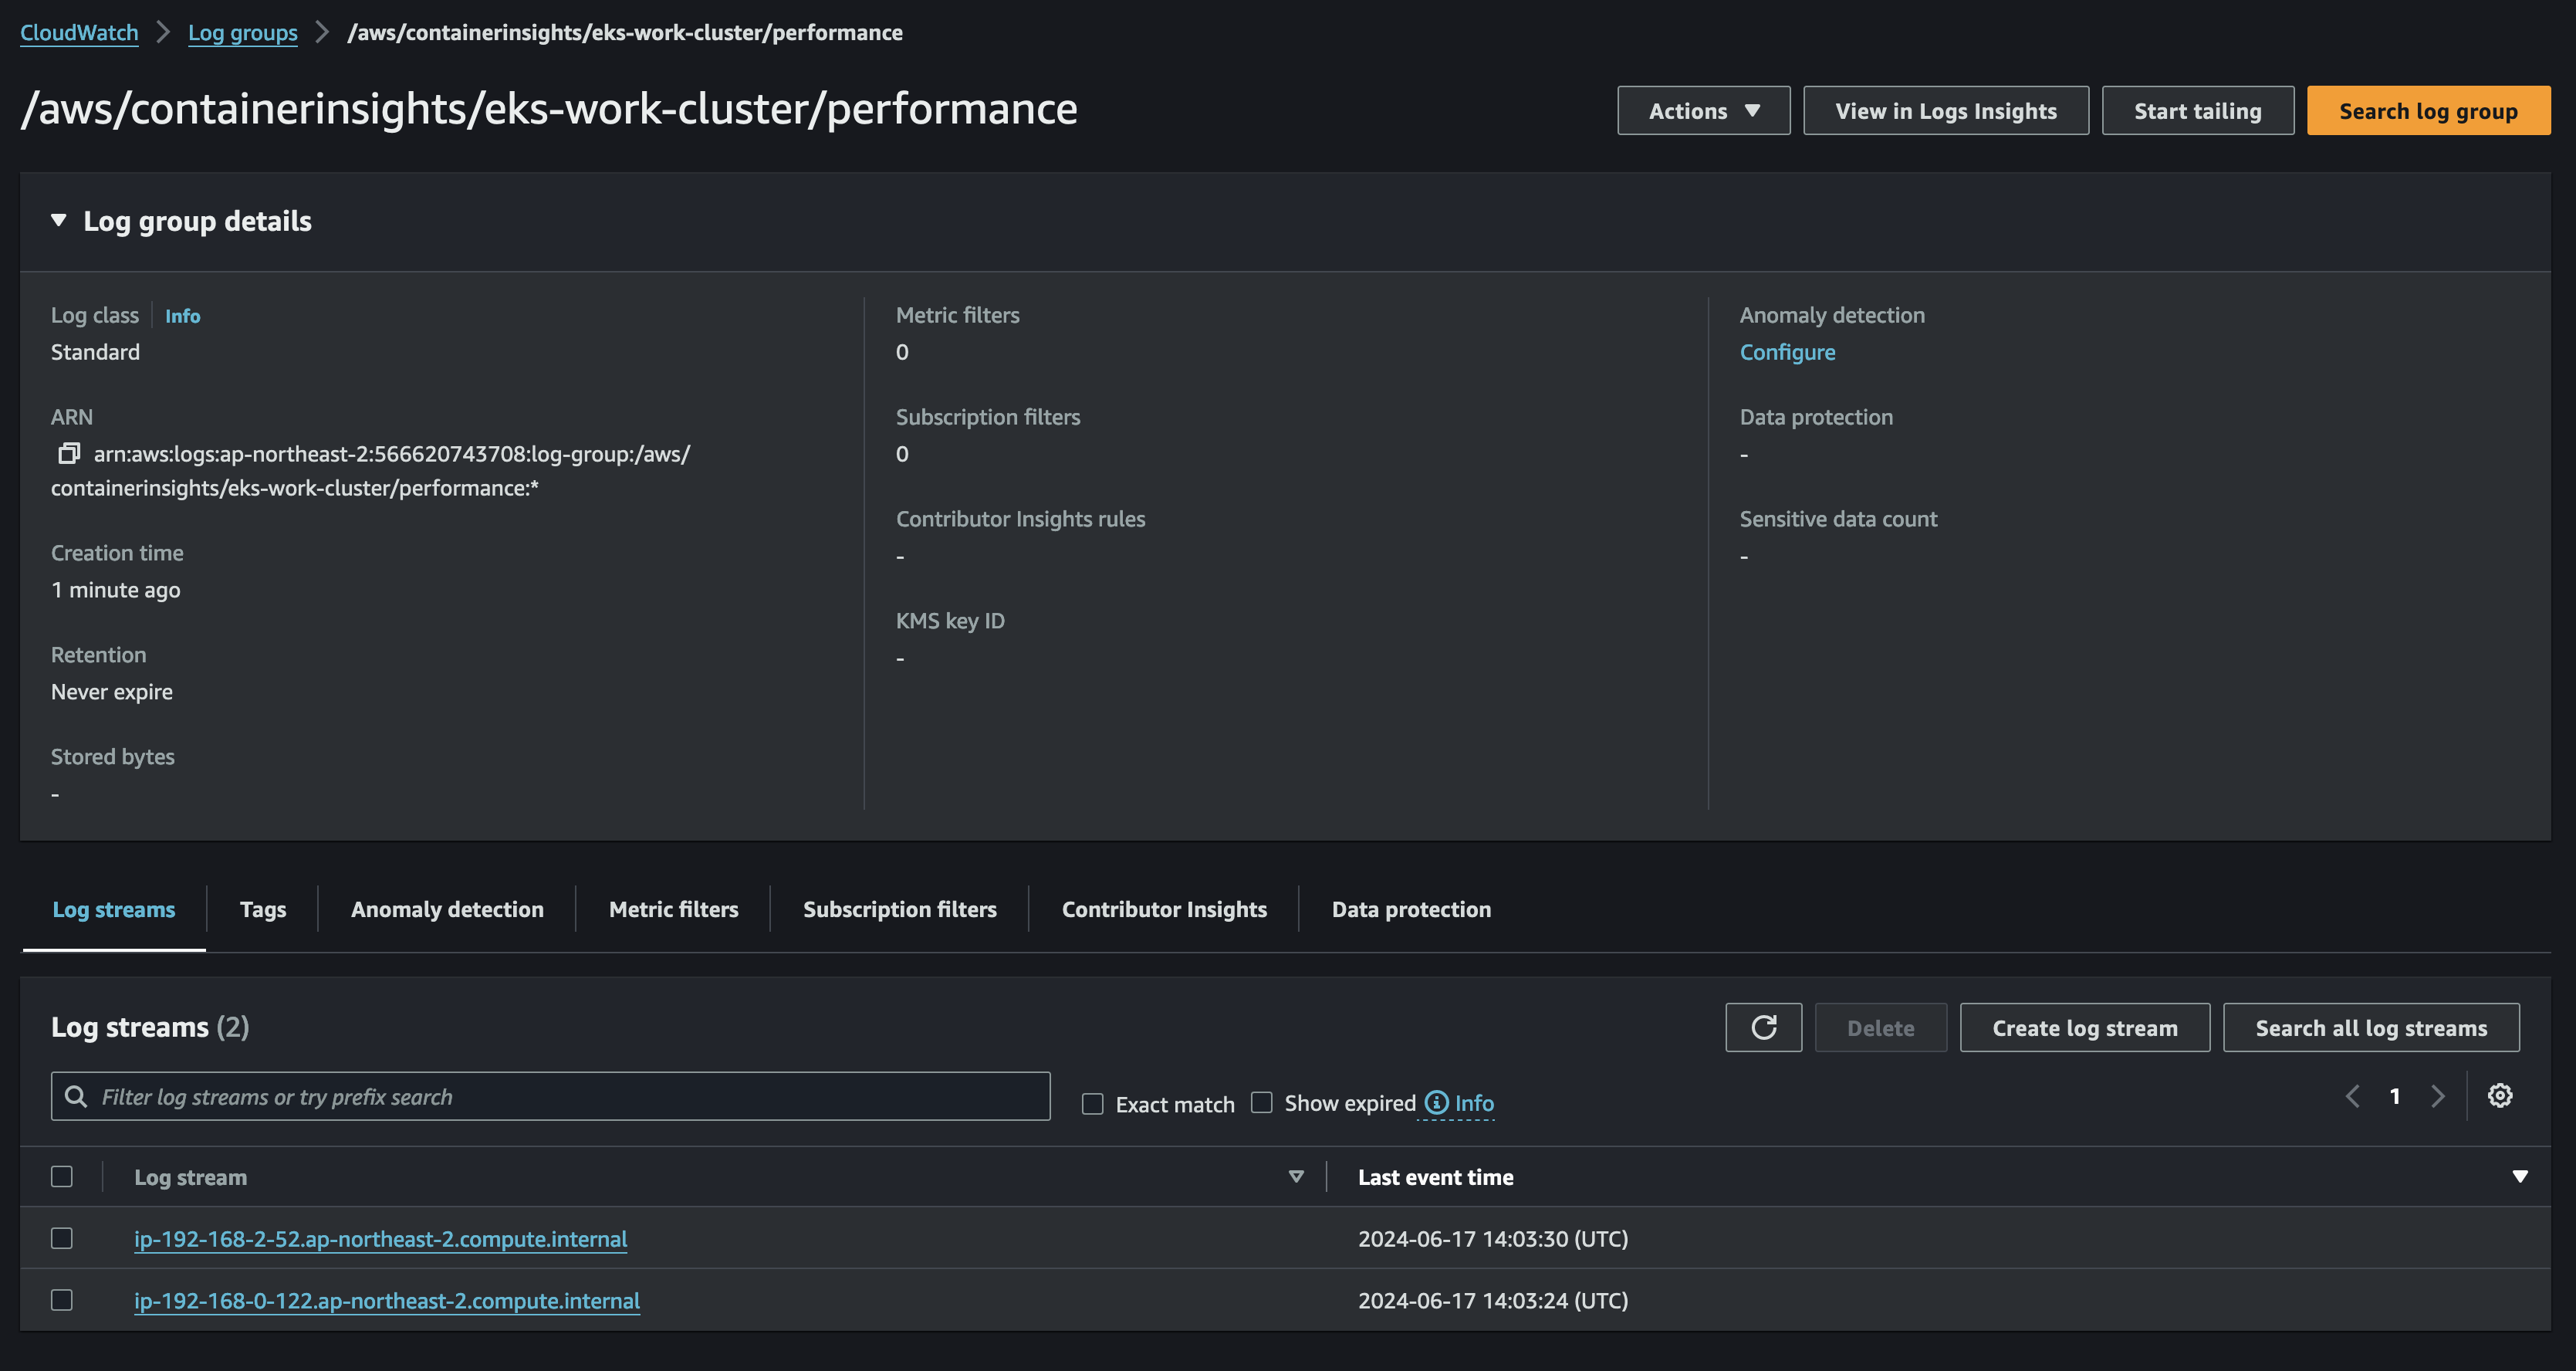 CloudWatch > Log groups > /aws/containerinsights/eks-work-cluster/performance
/aws/containerinsights/eks-work-cluster/performance
Actions View in Logs Insights Start tailing Search log group
Log group details
Log class Info
Standard
ARN
arn:aws:logs:ap-northeast-2:566620743708:log-group:/aws/
containerinsights/eks-work-cluster/performance:*
Creation time
1 minute ago
Retention
Never expire
Stored bytes
-
Metric filters
0
Subscription filters
0
Contributor Insights rules
-
KMS key ID
-
Anomaly detection
Configure
Data protection
-
Sensitive data count
-
Log streams Tags Anomaly detection Metric filters Subscription filters Contributor Insights Data protection
Log streams (2)
Delete Create log stream Search all log streams
Filter log streams or try prefix search Exact match Show expired Info 1
Log stream Last event time
ip-192-168-2-52.ap-northeast-2.compute.internal 2024-06-17 14:03:30 (UTC)
ip-192-168-0-122.ap-northeast-2.compute.internal 2024-06-17 14:03:24 (UTC)